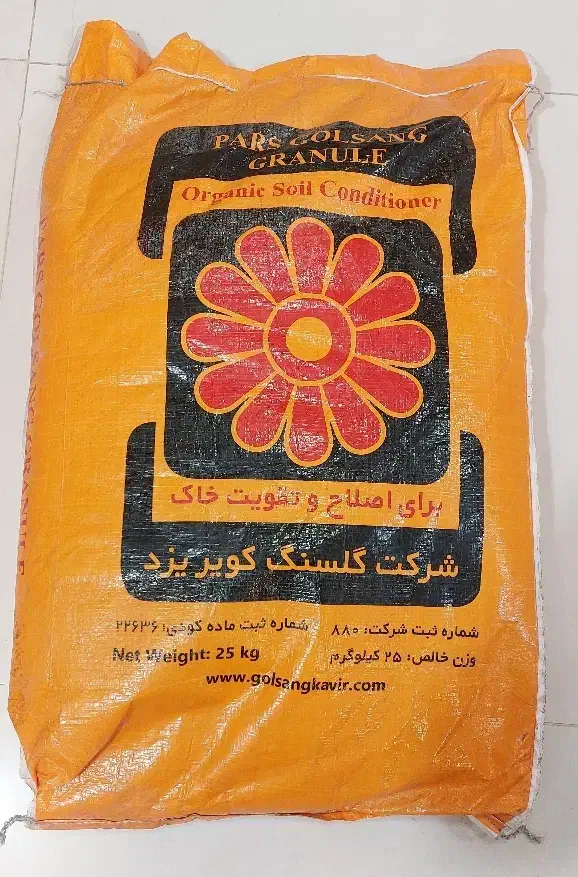 PARS GOLSANG
GRANULE
Organic Soil Conditioner
برای اصلاح و تقویت خاک
شرکت گلسنگ کویر یزد
شماره ثبت شرکت: ۸۸۰ شماره ثبت ماده کودی: ۲۲۶۳۶
وزن خالص: ۲۵ کیلوگرم Net Weight: 25 kg
www.golsangkavir.com